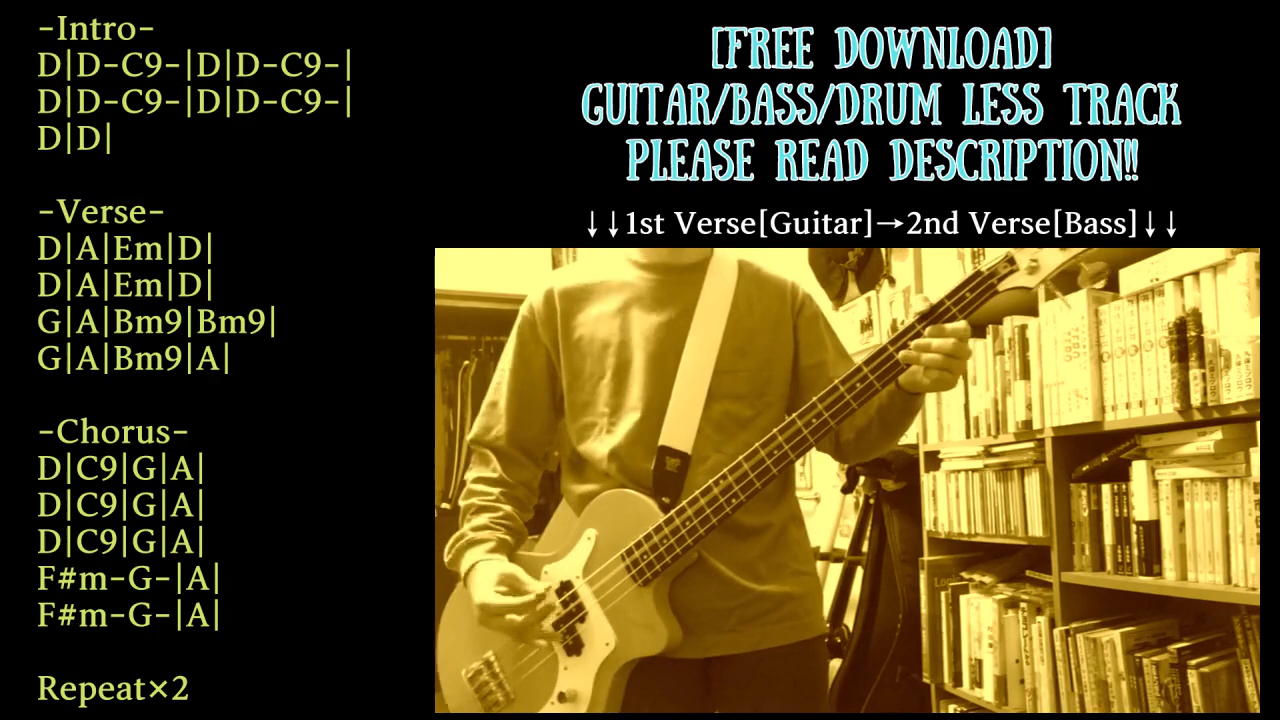 -Intro-
D|D-C9-|D|D-C9-|
D|D-C9-|D|D-C9-|
D|D|
-Verse-
D|A|Em|D|
D|A|Em|D|
G|A|Bm9|Bm9|
G|A|Bm9|A|
-Chorus-
D|C9|G|A|
D|C9|G|A|
D|C9|G|A|
F#m-G-|A|
F#m-G-|A|
Repeat×2
[FREE DOWNLOAD]
GUITAR/BASS/DRUM LESS TRACK
PLEASE READ DESCRIPTION!!
↓↓1st Verse[Guitar]→2nd Verse[Bass]↓↓